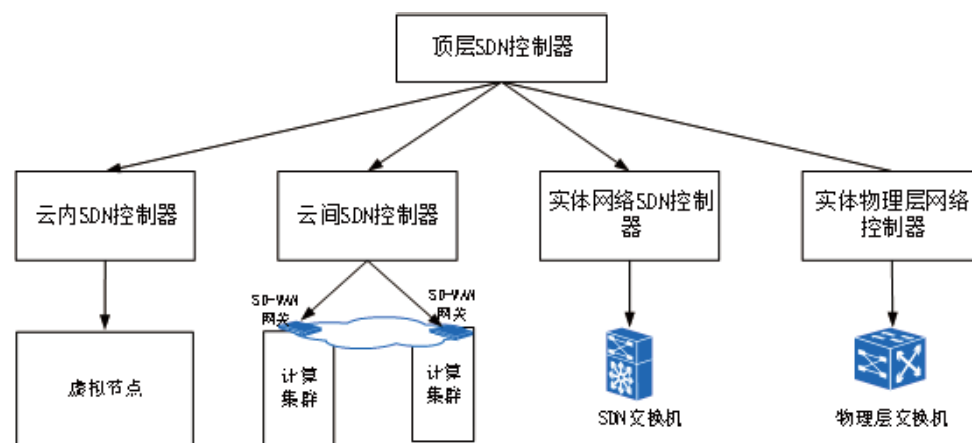 顶层SDN控制器
云内SDN控制器
云间SDN控制器
实体网络SDN控制
器
实体物理层网络
控制器
SD-WAN
网关
SD-WAN
网关
虚拟节点
计算
集群
计算
集群
SDN交换机
物理层交换机